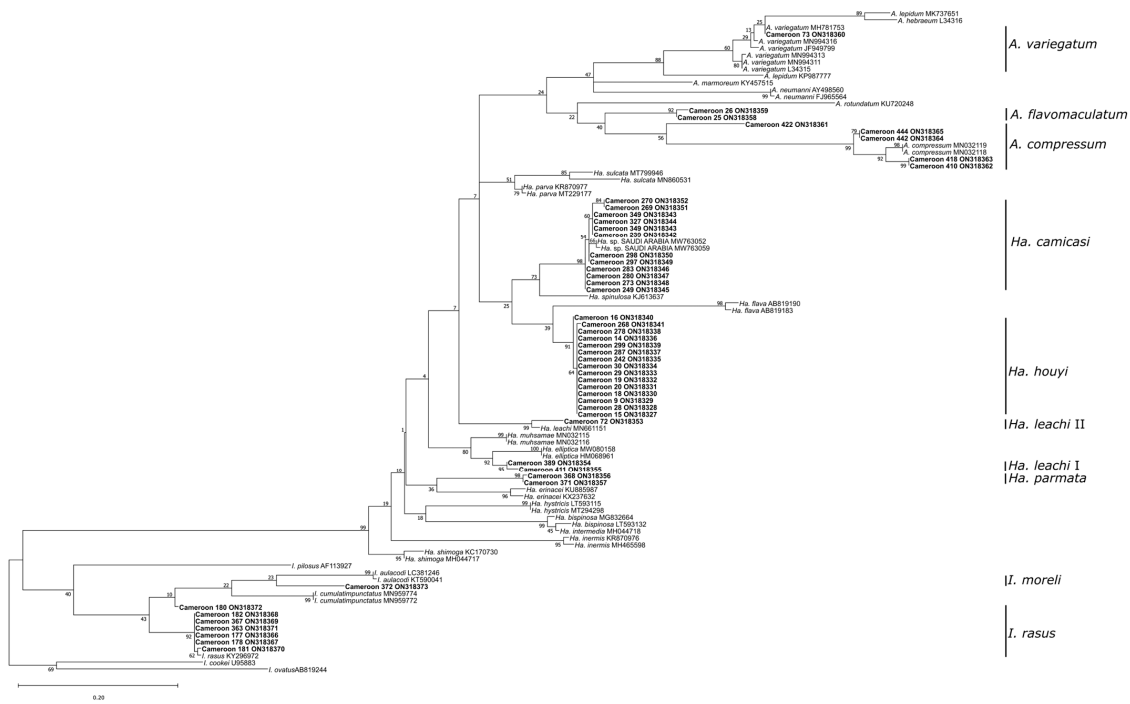 A. lepidum MK737651
A. hebraeum L34316
A. variegatum MH781753
Cameroon 73 ON318360
A. variegatum MN994316
A. variegatum JF949799
A. variegatum MN994313
A. variegatum MN994311
A. variegatum L34315
A. lepidum KP987777
A. marmoreum KY457515
A. neumanni AY498560
A. neumanni FJ965564
A. rotundatum KU720248
Cameroon 26 ON318359
Cameroon 25 ON318358
Cameroon 422 ON318361
Cameroon 444 ON318365
Cameroon 442 ON318364
A. compressum MN032119
A. compressum MN032118
Cameroon 418 ON318363
Cameroon 410 ON318362
Ha. sulcata MT799946
Ha. sulcata MN860531
Ha. parva KR870977
Ha. parva MT229177
Cameroon 270 ON318352
Cameroon 269 ON318351
Cameroon 349 ON318343
Cameroon 327 ON318344
Cameroon 349 ON318343
Cameroon 239 ON318342
Ha. sp. SAUDI ARABIA MW763052
Ha. sp. SAUDI ARABIA MW763059
Cameroon 298 ON318350
Cameroon 297 ON318349
Cameroon 283 ON318346
Cameroon 280 ON318347
Cameroon 273 ON318348
Cameroon 249 ON318345
Ha. spinulosa KJ613637
Ha. flava AB819190
Ha. flava AB819183
Cameroon 16 ON318340
Cameroon 268 ON318341
Cameroon 278 ON318338
Cameroon 14 ON318336
Cameroon 299 ON318339
Cameroon 287 ON318337
Cameroon 242 ON318335
Cameroon 30 ON318334
Cameroon 29 ON318333
Cameroon 19 ON318332
Cameroon 20 ON318331
Cameroon 18 ON318330
Cameroon 9 ON318329
Cameroon 28 ON318328
Cameroon 15 ON318327
Cameroon 72 ON318353
Ha. leachi MN661151
Ha. muhsamae MN032115
Ha. muhsamae MN032116
Ha. elliptica MW080158
Ha. elliptica HM068961
Cameroon 389 ON318354
Cameroon 411 ON318355
Cameroon 368 ON318356
Cameroon 371 ON318357
Ha. erinacei KU885987
Ha. erinacei KX237632
Ha. hystricis LT593115
Ha. hystricis MT294298
Ha. bispinosa MG832664
Ha. bispinosa LT593132
Ha. intermedia MH044718
Ha. inermis KR870976
Ha. inermis MH465598
Ha. shimoga KC170730
Ha. shimoga MH044717
I. pilosus AF113927
I. aulacodi LC381246
I. aulacodi KT590041
Cameroon 372 ON318373
I. cumulatimpunctatus MN959774
I. cumulatimpunctatus MN959772
Cameroon 180 ON318372
Cameroon 182 ON318368
Cameroon 367 ON318369
Cameroon 363 ON318371
Cameroon 177 ON318366
Cameroon 178 ON318367
Cameroon 181 ON318370
I. rasus KY296972
I. cookei U95883
I. ovatusAB819244
0.20
A. variegatum
A. flavomaculatum
A. compressum
Ha. camicasi
Ha. houyi
Ha. leachi II
Ha. leachi I
Ha. parmata
I. moreli
I. rasus